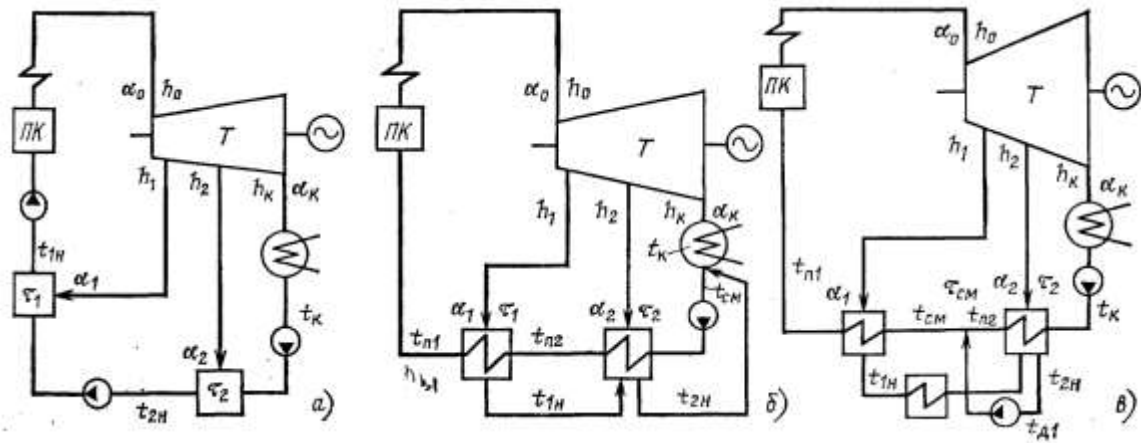 α₀ h₀
ПК
T
h₁ h₂ hк αк
t₁н
α₁
τ₁
tк
α₂
τ₂
t₂н
а)
α₀ h₀
ПК
T
h₁ h₂ hк αк
tк
tсм
α₁ τ₁ α₂ τ₂
tп1 tп2
t₁н t₂н
б)
α₀ h₀
ПК
T
h₁ h₂ hк αк
tп1
α₁ τсм α₂ τ₂
tсм tп2 tк
t₁н t₂н
tд1
в)